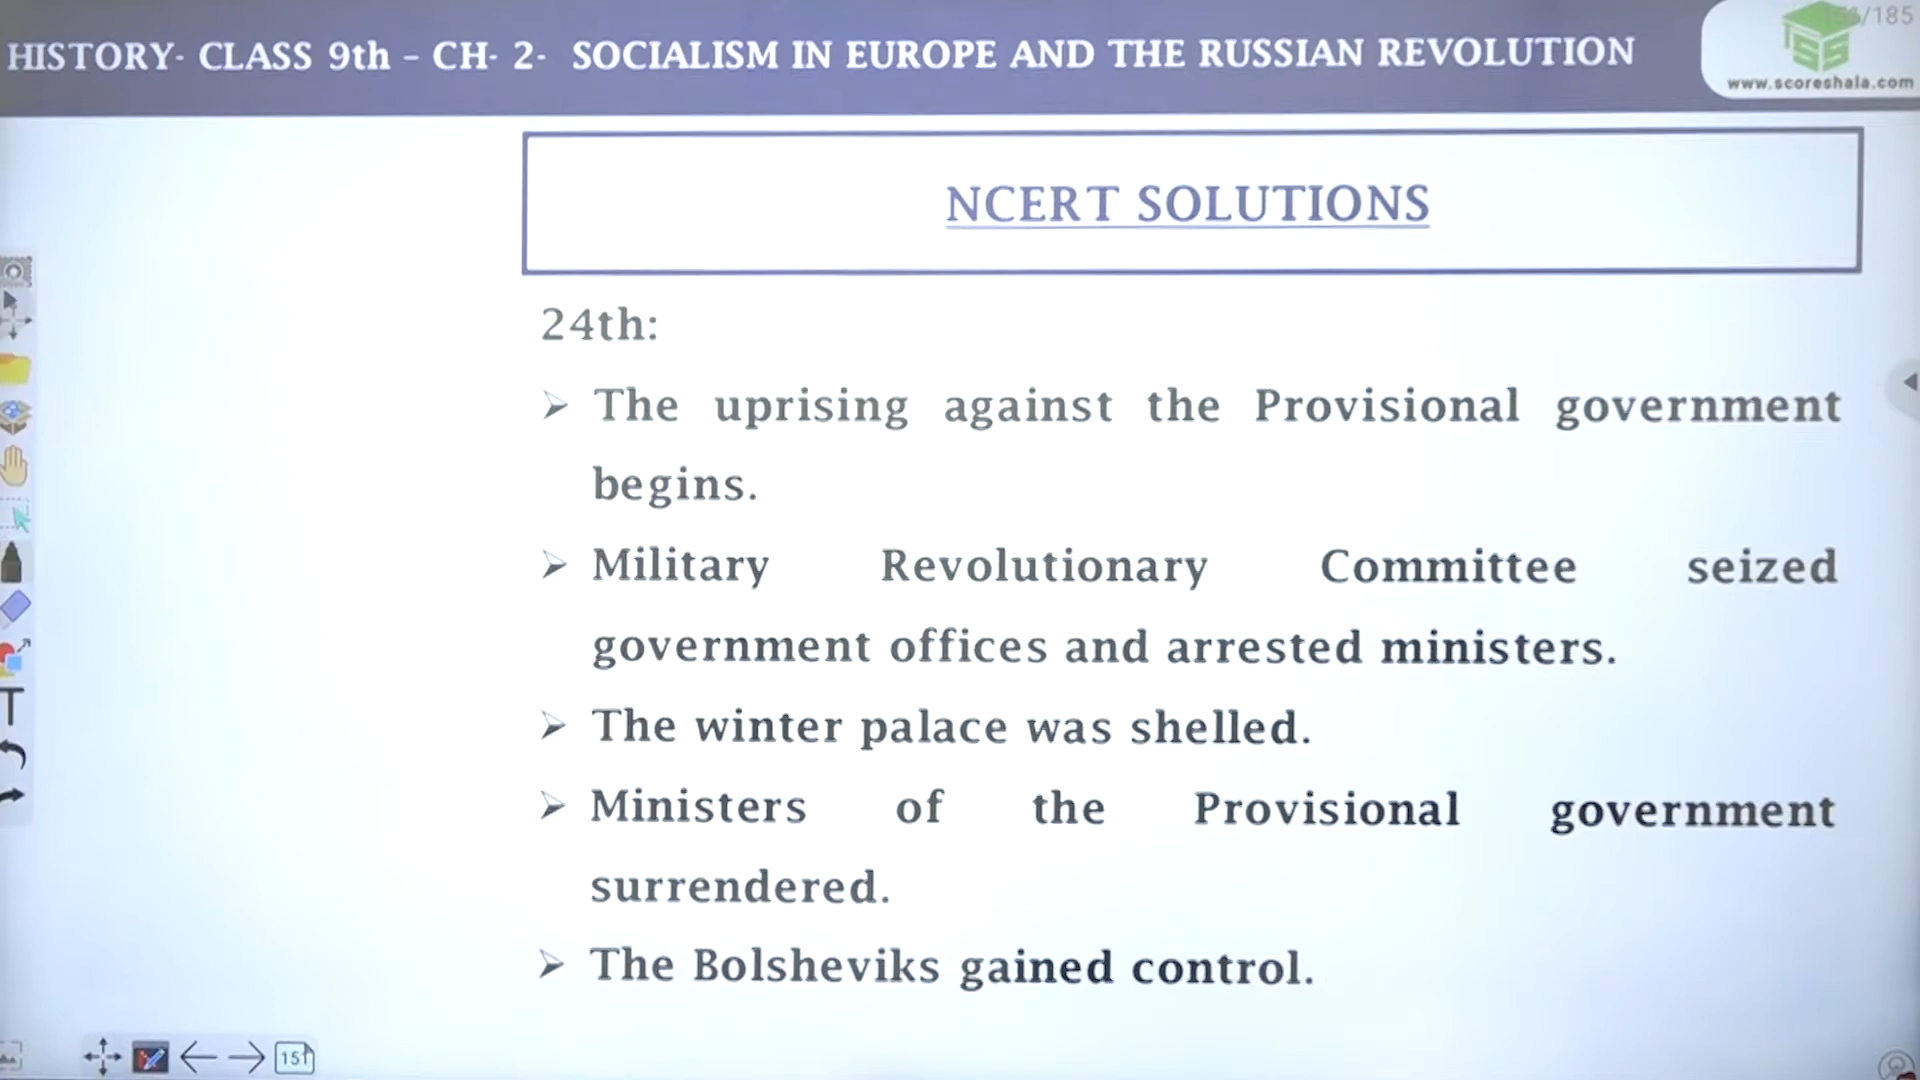 HISTORY- CLASS 9th – CH- 2- SOCIALISM IN EUROPE AND THE RUSSIAN REVOLUTION
/185
www.scoreshala.com
NCERT SOLUTIONS
24th:
➢ The uprising against the Provisional government
begins.
➢ Military Revolutionary Committee seized
government offices and arrested ministers.
➢ The winter palace was shelled.
➢ Ministers of the Provisional government
surrendered.
➢ The Bolsheviks gained control.
T
151